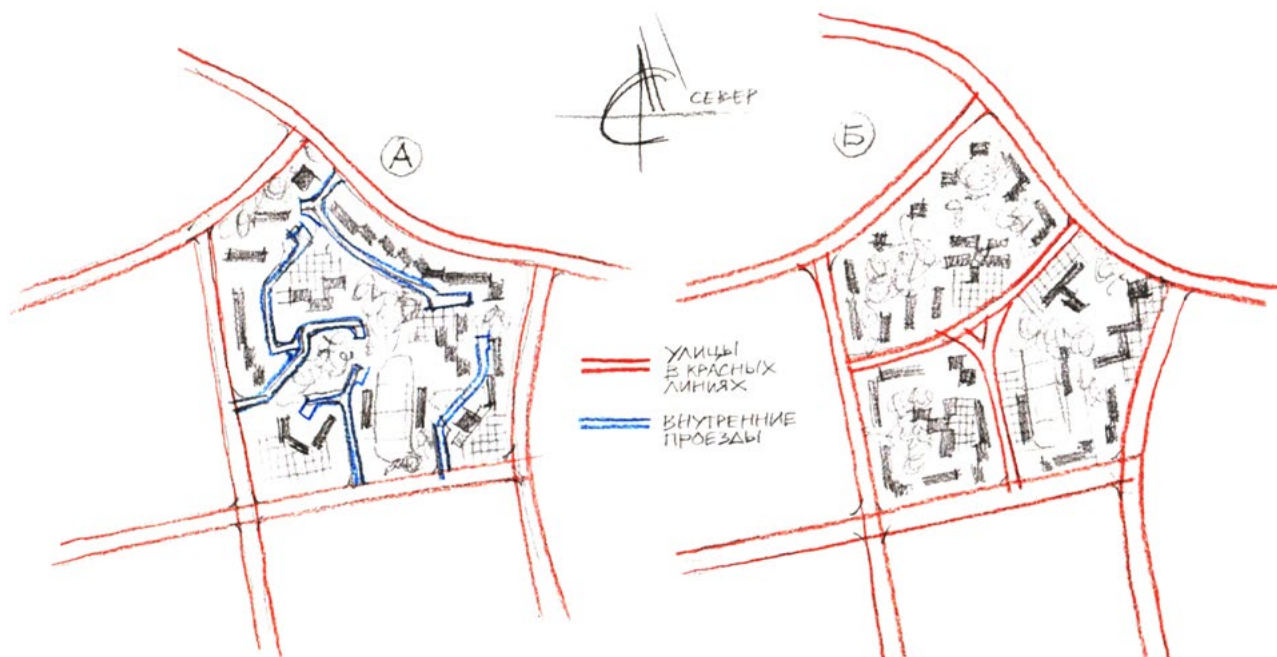 СЕВЕР
А
Б
УЛИЦЫ
В КРАСНЫХ
ЛИНИЯХ
ВНУТРЕННИЕ
ПРОЕЗДЫ